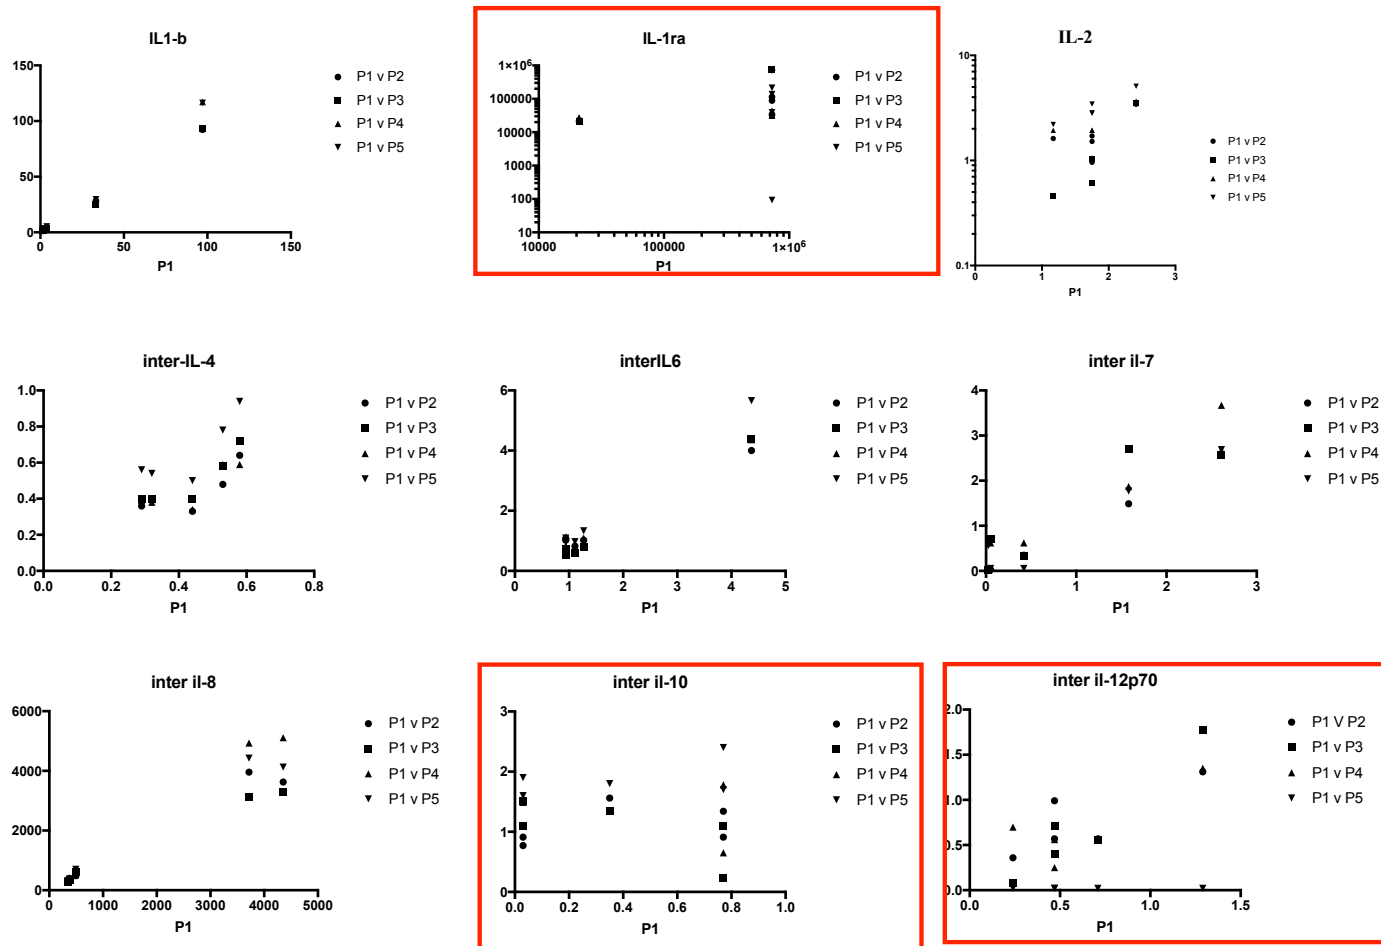 IL1-b
150
100
50
0
0 50 100 150
P1
P1 v P2
P1 v P3
P1 v P4
P1 v P5
IL-1ra
1×10⁶
100000
10000
1000
100
10
10000 100000 1×10⁶
P1
P1 v P2
P1 v P3
P1 v P4
P1 v P5
IL-2
10
1
0.1
0 1 2 3
P1
P1 v P2
P1 v P3
P1 v P4
P1 v P5
inter-IL-4
1.0
0.8
0.6
0.4
0.2
0.0
0.0 0.2 0.4 0.6 0.8
P1
P1 v P2
P1 v P3
P1 v P4
P1 v P5
interIL6
6
4
2
0
0 1 2 3 4 5
P1
P1 v P2
P1 v P3
P1 v P4
P1 v P5
inter il-7
4
3
2
1
0
0 1 2 3
P1
P1 v P2
P1 v P3
P1 v P4
P1 v P5
inter il-8
6000
4000
2000
0
0 1000 2000 3000 4000 5000
P1
P1 v P2
P1 v P3
P1 v P4
P1 v P5
inter il-10
3
2
1
0
0.0 0.2 0.4 0.6 0.8 1.0
P1
P1 v P2
P1 v P3
P1 v P4
P1 v P5
inter il-12p70
2.0
1.5
1.0
0.5
0.0
0.0 0.5 1.0 1.5
P1
P1 V P2
P1 v P3
P1 v P4
P1 v P5